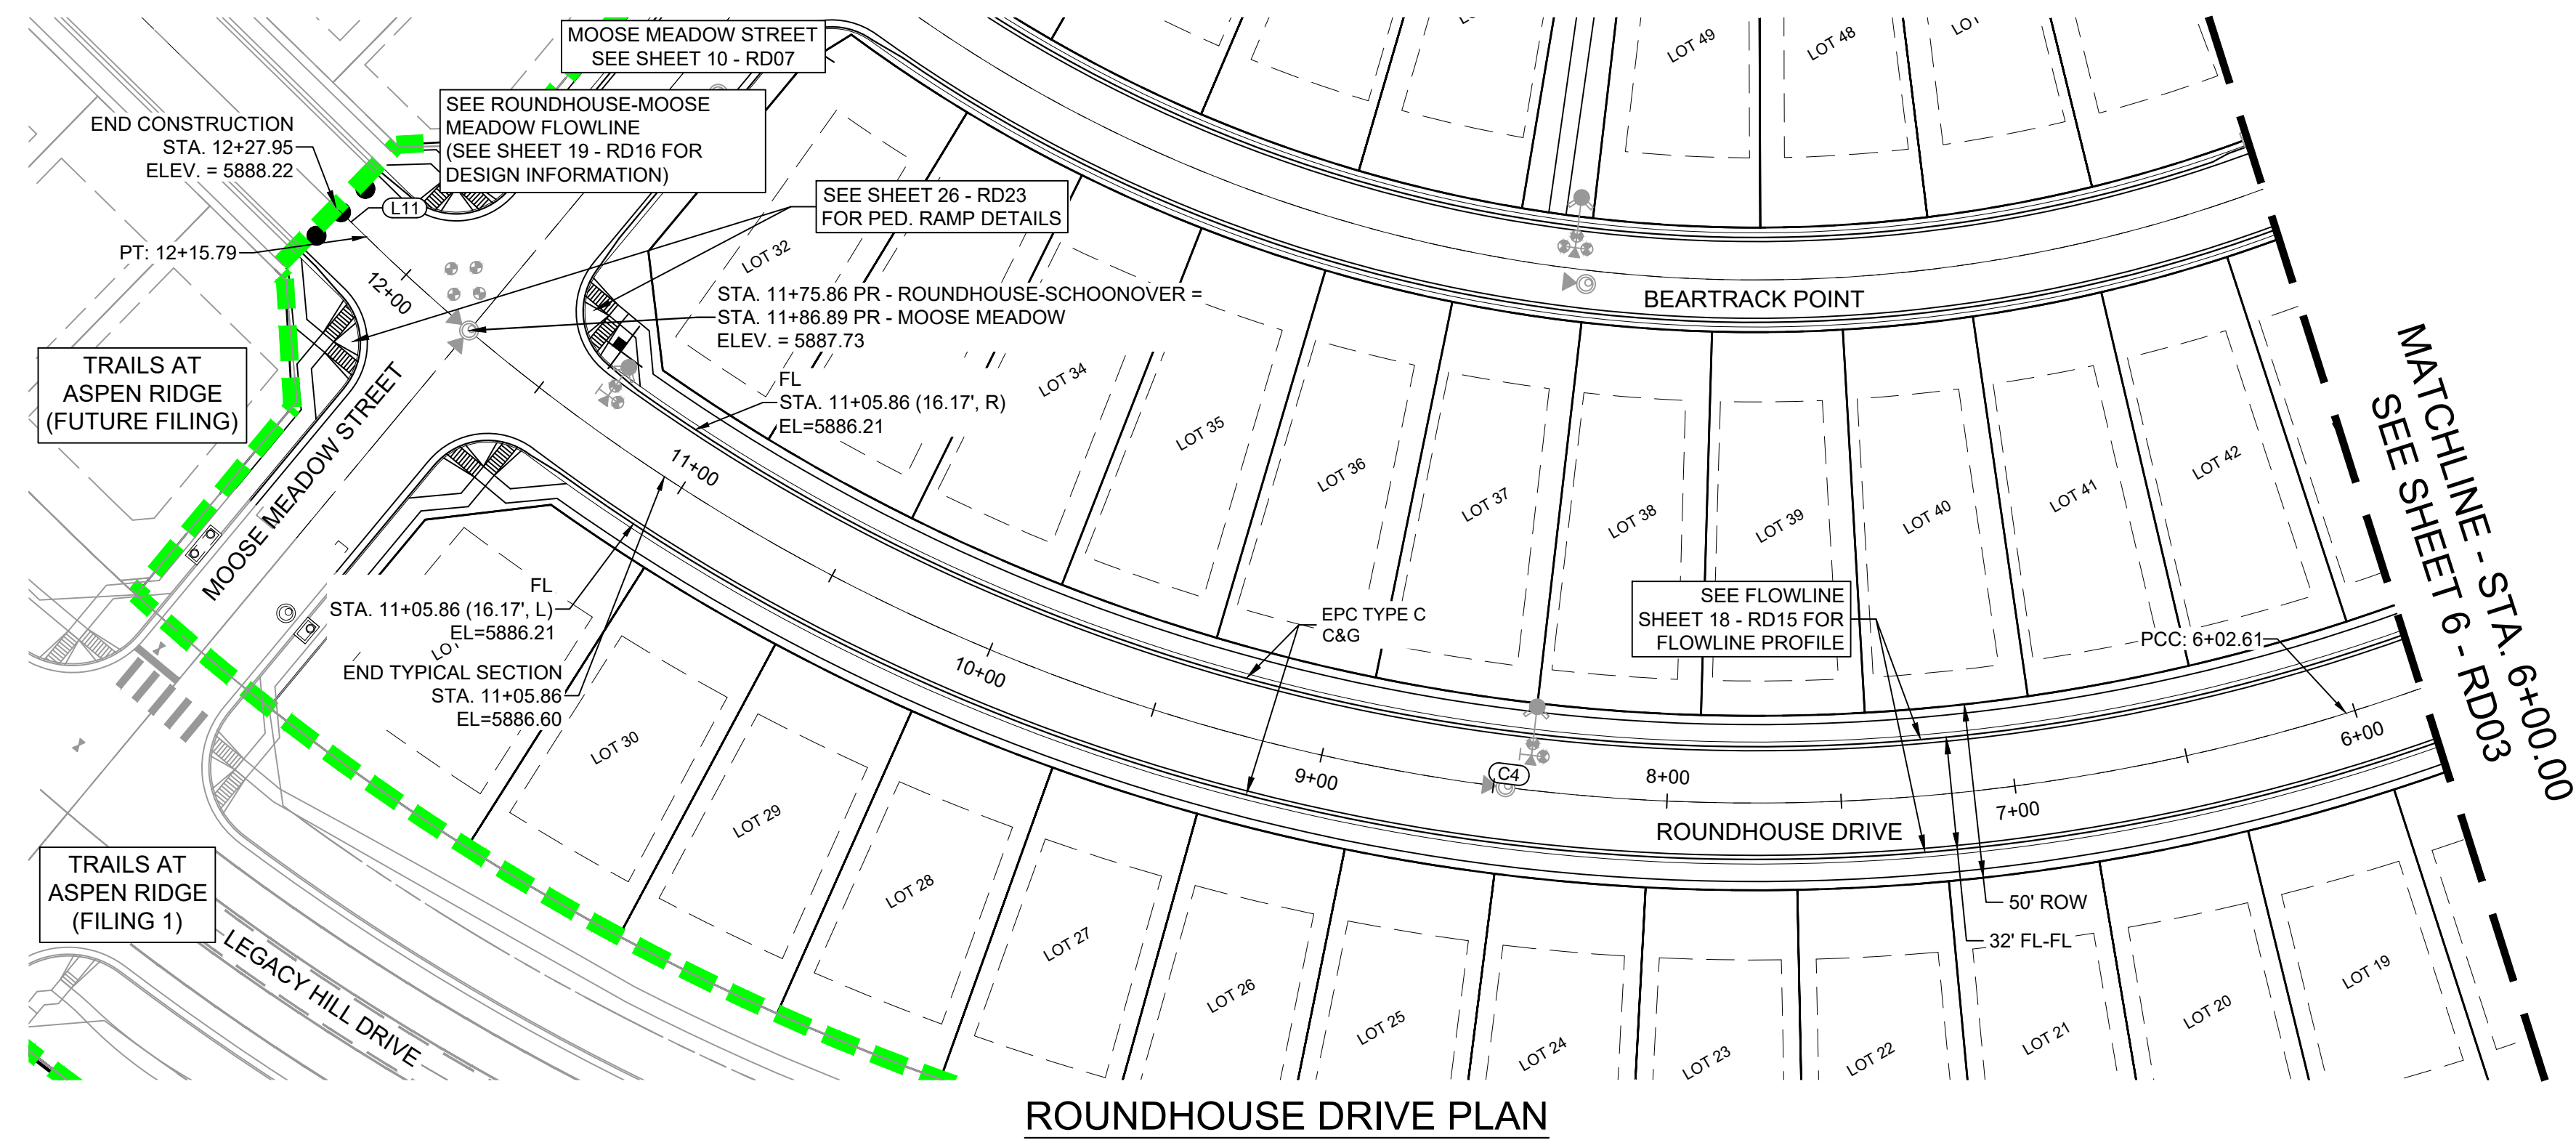 MOOSE MEADOW STREET
SEE SHEET 10 - RD07
SEE ROUNDHOUSE-MOOSE
MEADOW FLOWLINE
(SEE SHEET 19 - RD16 FOR
DESIGN INFORMATION)
END CONSTRUCTION
STA. 12+27.95
ELEV. = 5888.22
L11
PT: 12+15.79
12+00
SEE SHEET 26 - RD23
FOR PED. RAMP DETAILS
LOT 32
STA. 11+75.86 PR - ROUNDHOUSE-SCHOONOVER =
STA. 11+86.89 PR - MOOSE MEADOW
ELEV. = 5887.73
FL
STA. 11+05.86 (16.17', R)
EL=5886.21
TRAILS AT
ASPEN RIDGE
(FUTURE FILING)
MOOSE MEADOW STREET
11+00
LOT 34
LOT 35
LOT 36
LOT 37
LOT 38
LOT 39
LOT 40
LOT 41
LOT 42
LOT 49
LOT 48
BEARTRACK POINT
MATCHLINE - STA. 6+00.00
SEE SHEET 6 - RD03
FL
STA. 11+05.86 (16.17', L)
EL=5886.21
END TYPICAL SECTION
STA. 11+05.86
EL=5886.60
EPC TYPE C
C&G
SEE FLOWLINE
SHEET 18 - RD15 FOR
FLOWLINE PROFILE
PCC: 6+02.61
10+00
9+00
C4
8+00
7+00
6+00
ROUNDHOUSE DRIVE
50' ROW
32' FL-FL
LOT 30
LOT 29
LOT 28
LOT 27
LOT 26
LOT 25
LOT 24
LOT 23
LOT 22
LOT 21
LOT 20
LOT 19
TRAILS AT
ASPEN RIDGE
(FILING 1)
LEGACY HILL DRIVE
ROUNDHOUSE DRIVE PLAN